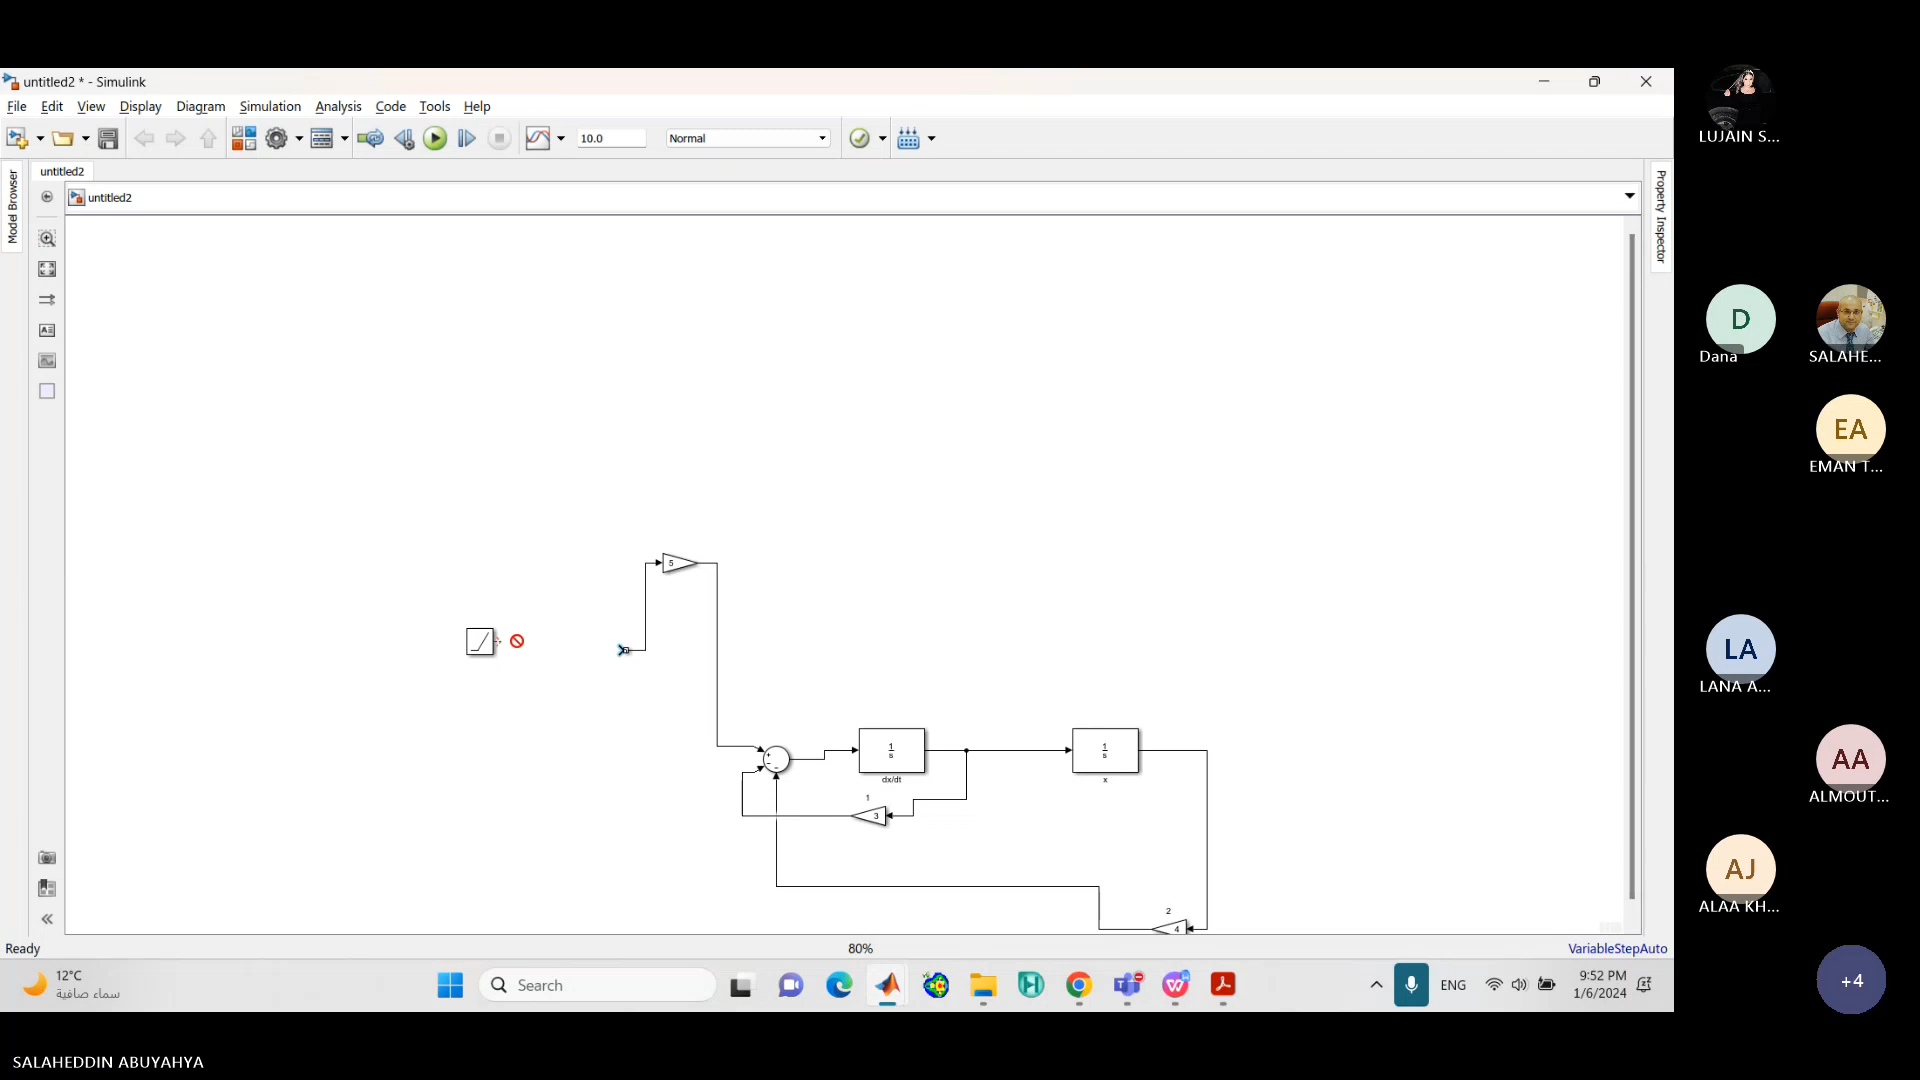 untitled2 * - Simulink
File Edit View Display Diagram Simulation Analysis Code Tools Help
10.0 Normal
Model Browser
untitled2
untitled2
Property Inspector
5
+
−
−
1
s
dx/dt
1
s
x
1
3
2
4
Ready 80% VariableStepAuto
12°C
سماء صافية
Search
ENG
9:52 PM
1/6/2024
LUJAIN S...
D
Dana
SALAHE...
EA
EMAN T...
LA
LANA A...
AA
ALMOUT...
AJ
ALAA KH...
+4
SALAHEDDIN ABUYAHYA